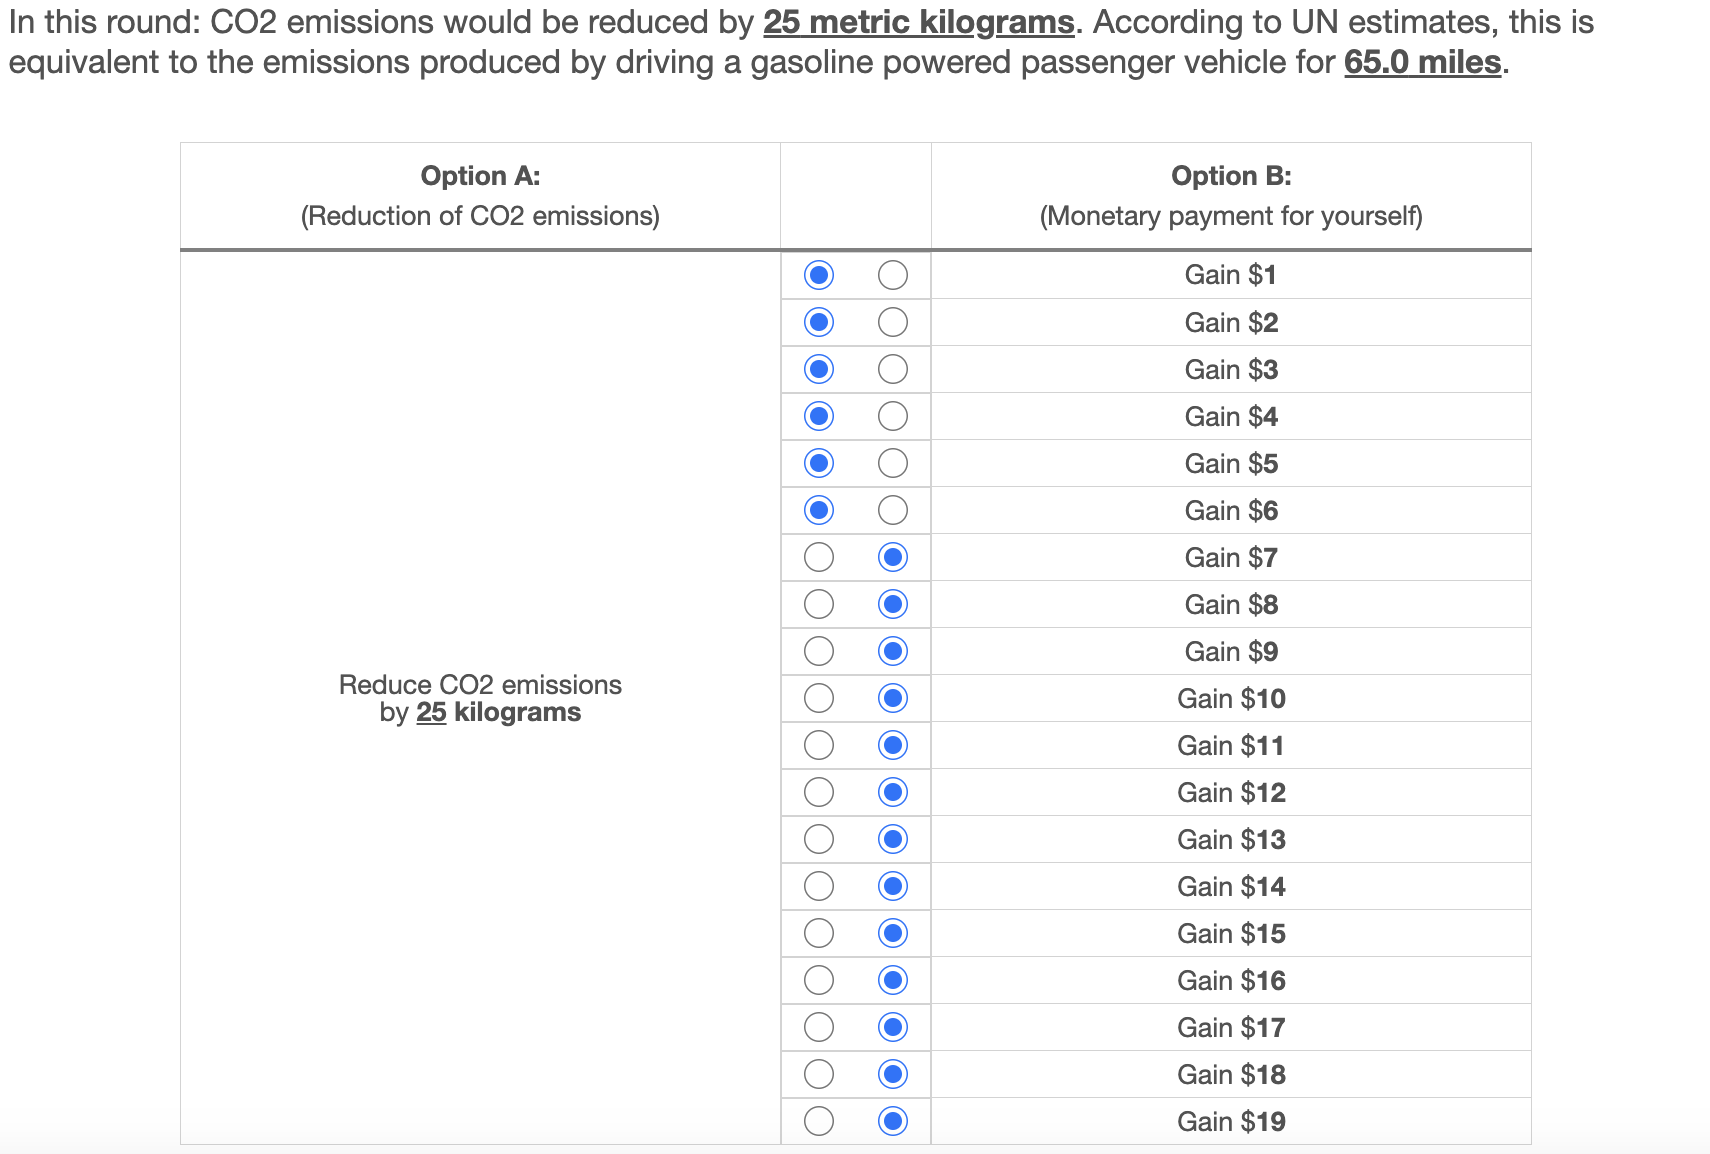 In this round: CO2 emissions would be reduced by 25 metric kilograms. According to UN estimates, this is
equivalent to the emissions produced by driving a gasoline powered passenger vehicle for 65.0 miles.
Option A:
(Reduction of CO2 emissions)
Option B:
(Monetary payment for yourself)
Reduce CO2 emissions
by 25 kilograms
Gain $1
Gain $2
Gain $3
Gain $4
Gain $5
Gain $6
Gain $7
Gain $8
Gain $9
Gain $10
Gain $11
Gain $12
Gain $13
Gain $14
Gain $15
Gain $16
Gain $17
Gain $18
Gain $19